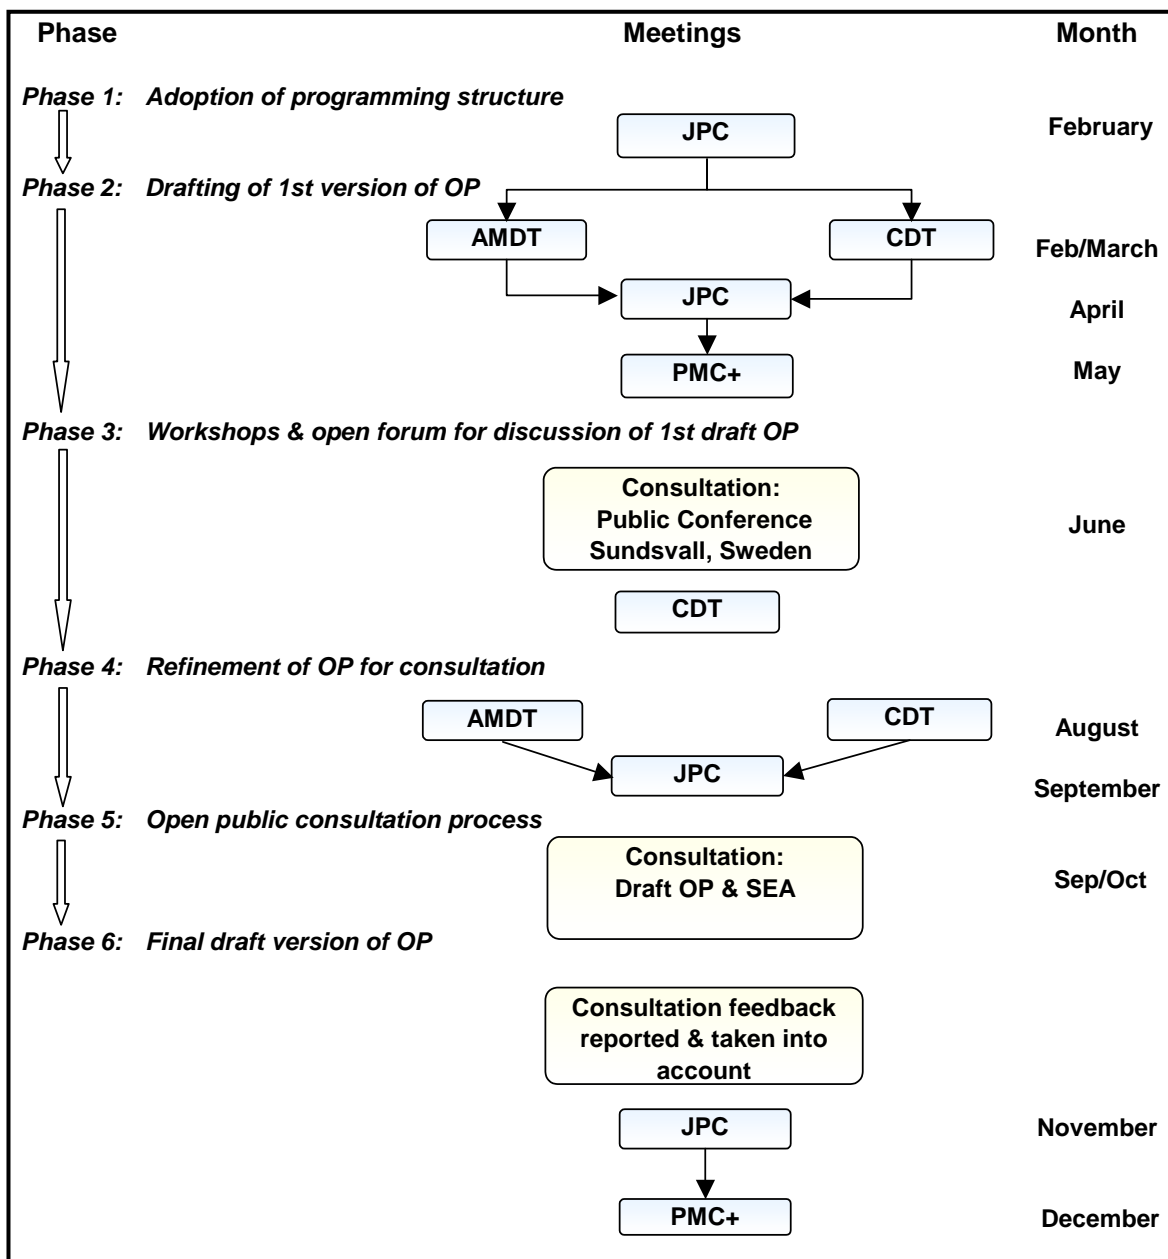 Phase Meetings Month
Phase 1: Adoption of programming structure
JPC
February
Phase 2: Drafting of 1st version of OP
AMDT CDT
Feb/March
JPC
April
PMC+
May
Phase 3: Workshops & open forum for discussion of 1st draft OP
Consultation:
Public Conference
Sundsvall, Sweden
June
CDT
Phase 4: Refinement of OP for consultation
AMDT CDT
August
JPC
September
Phase 5: Open public consultation process
Consultation:
Draft OP & SEA
Sep/Oct
Phase 6: Final draft version of OP
Consultation feedback
reported & taken into
account
JPC
November
PMC+
December